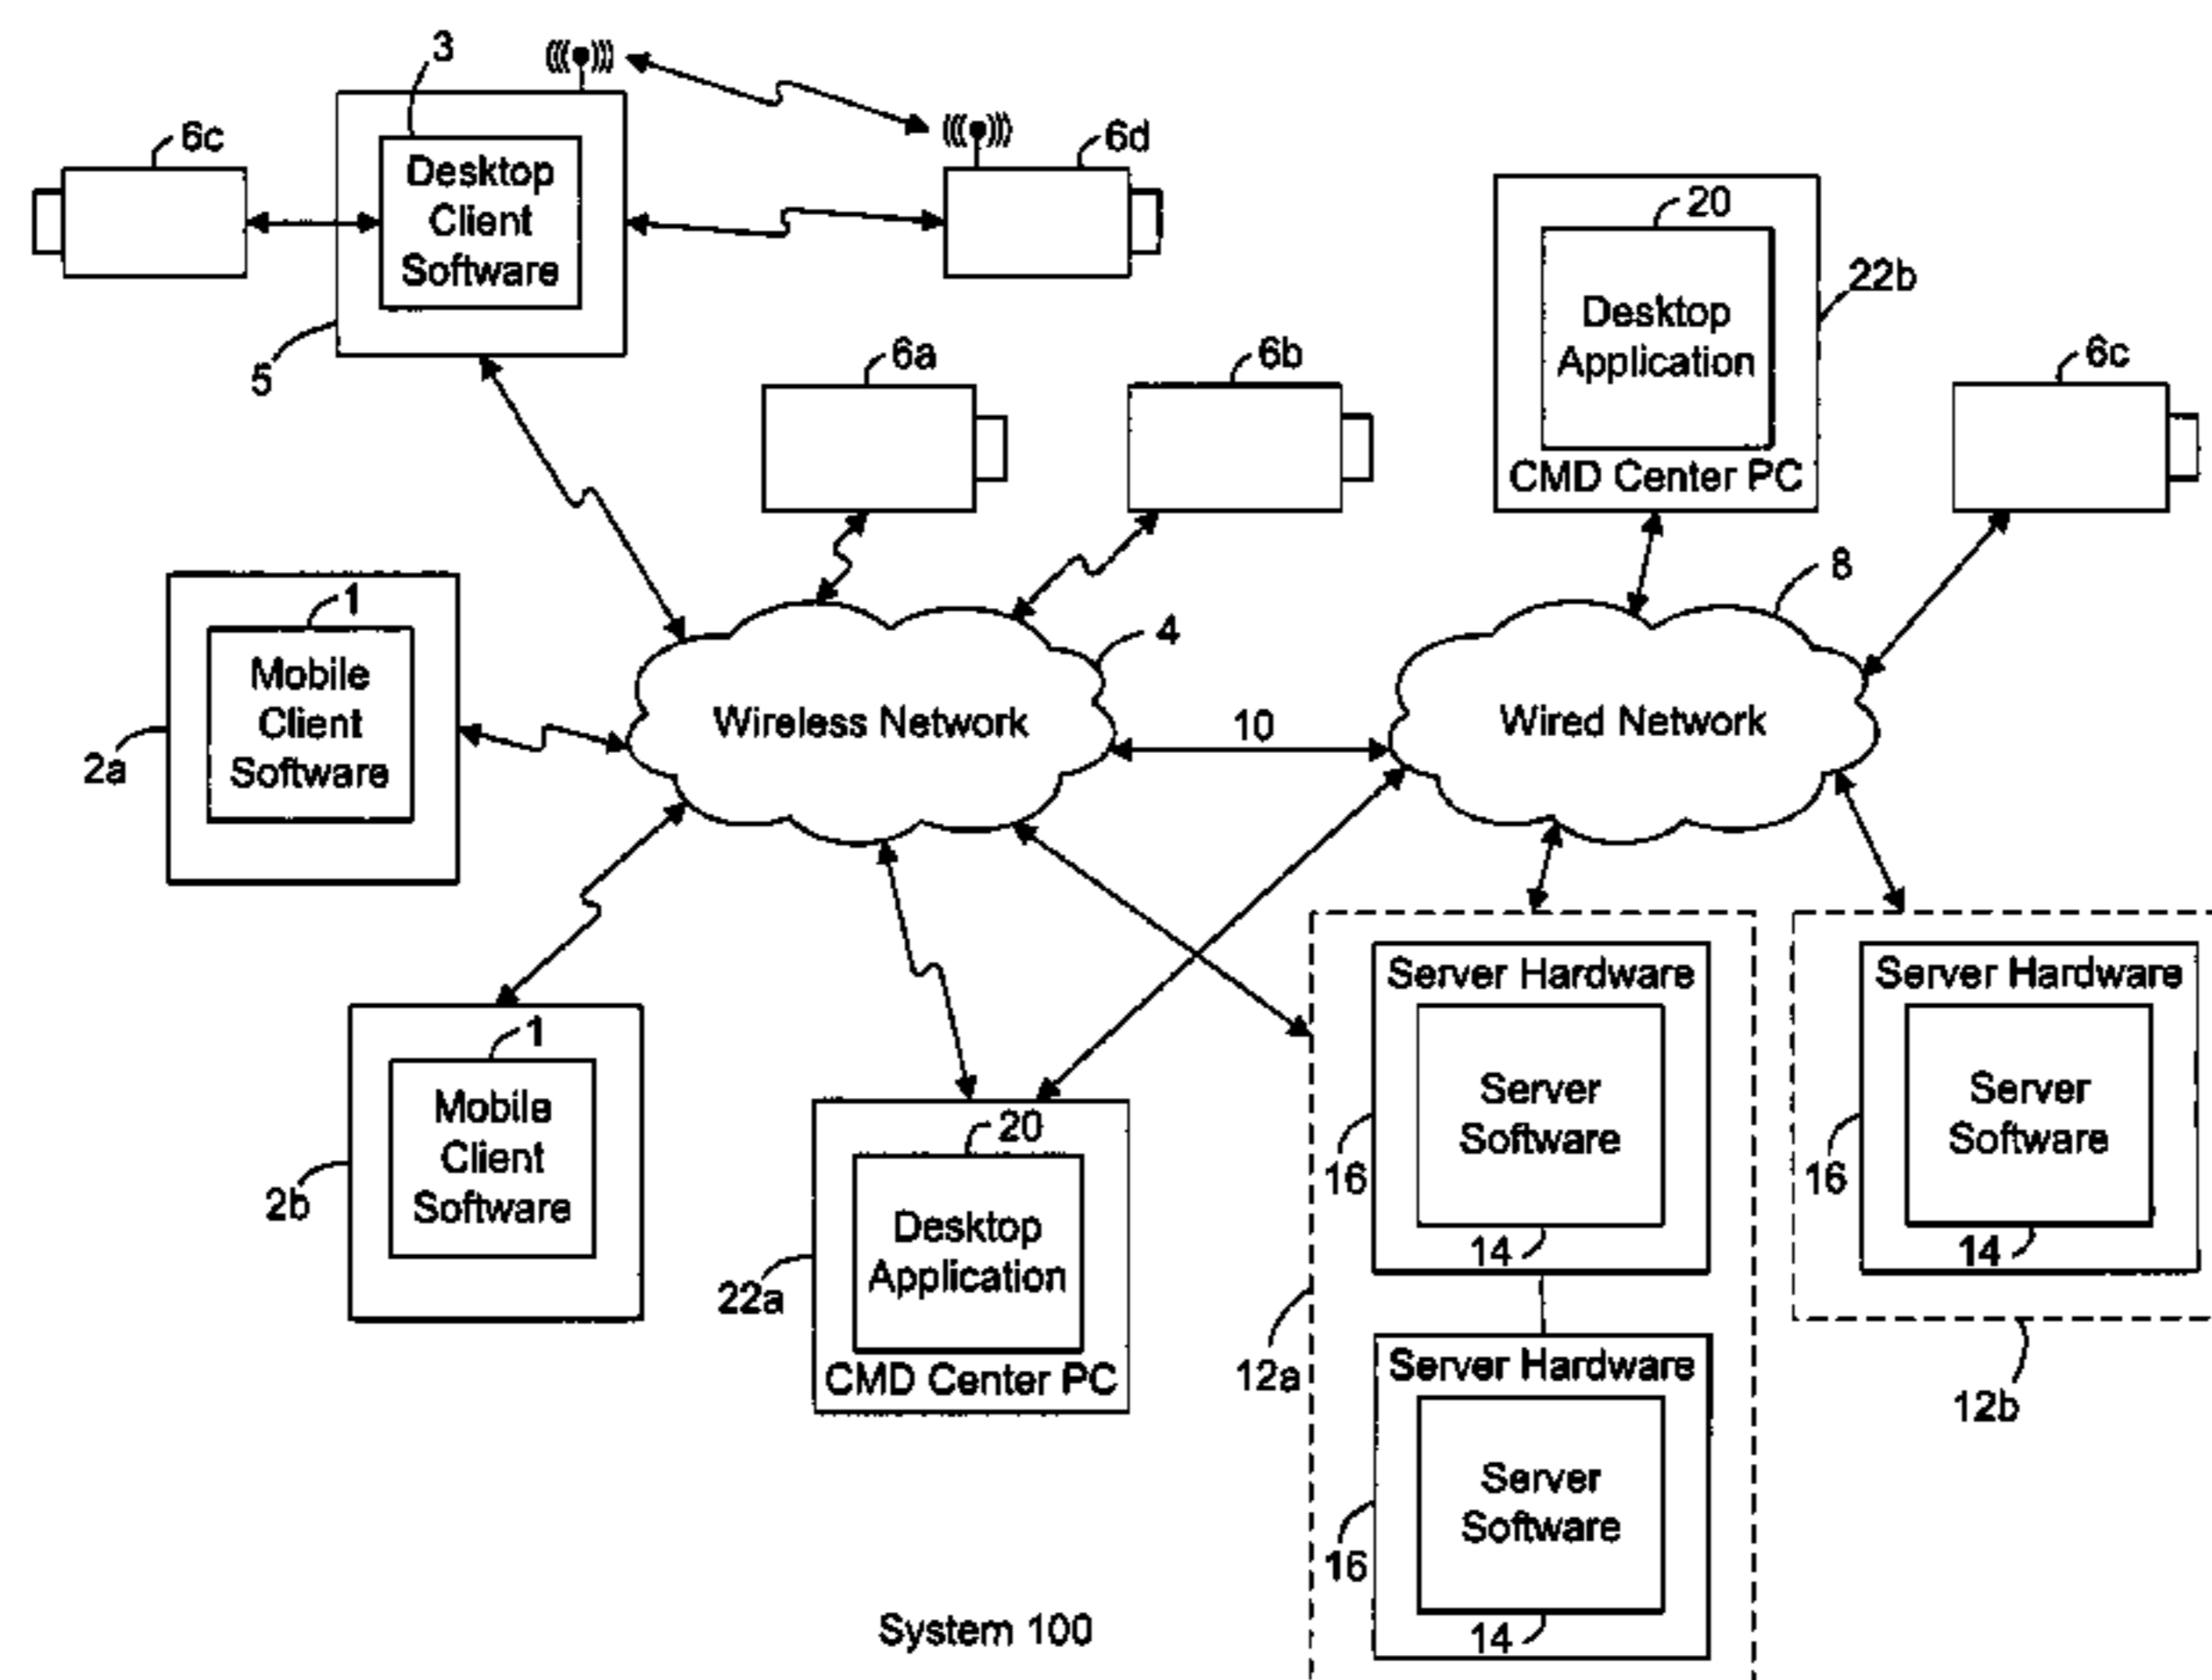 3
6c
6d
Desktop
Client
Software
5
20
22b
Desktop
Application
CMD Center PC
6a
6b
6c
8
1
Mobile
Client
Software
2a
4
Wireless Network
10
Wired Network
1
Mobile
Client
Software
2b
20
Desktop
Application
22a
CMD Center PC
Server Hardware
Server
Software
16
14
Server Hardware
Server
Software
16
14
12a
12b
Server Hardware
Server
Software
16
14
System 100